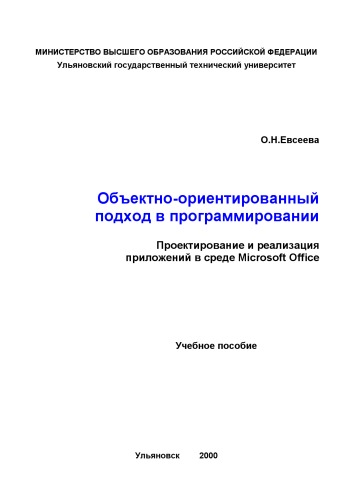 МИНИСТЕРСТВО ВЫСШЕГО ОБРАЗОВАНИЯ РОССИЙСКОЙ ФЕДЕРАЦИИ
Ульяновский государственный технический университет
О.Н.Евсеева
Объектно-ориентированный
подход в программировании
Проектирование и реализация
приложений в среде Microsoft Office
Учебное пособие
Ульяновск 2000